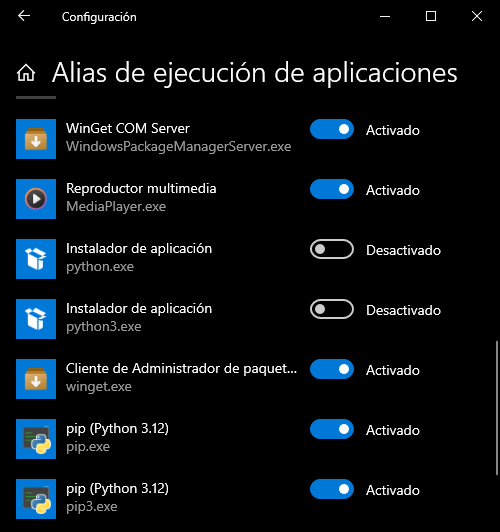 Configuración
Alias de ejecución de aplicaciones
WinGet COM Server
Activado
WindowsPackageManagerServer.exe
Reproductor multimedia
Activado
MediaPlayer.exe
Instalador de aplicación
Desactivado
python.exe
Instalador de aplicación
Desactivado
python3.exe
Cliente de Administrador de paquet...
Activado
winget.exe
pip (Python 3.12)
Activado
pip.exe
pip (Python 3.12)
Activado
pip3.exe